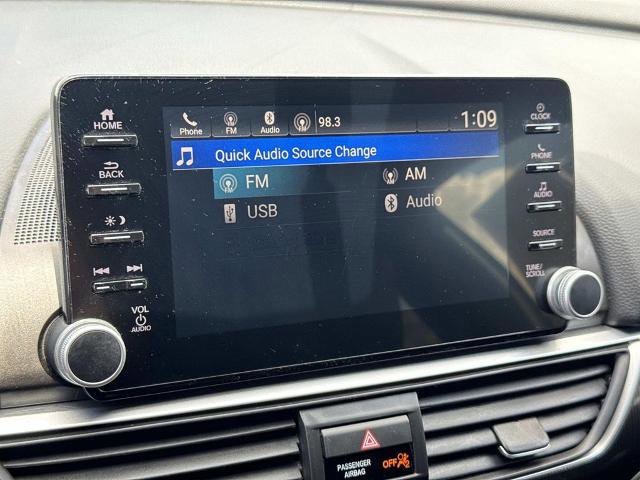 HOME
BACK
VOL
AUDIO
Phone
FM
Audio
98.3
1:09
Quick Audio Source Change
FM
AM
USB
Audio
CLOCK
PHONE
AUDIO
SOURCE
TUNE/
SCROLL
PASSENGER
AIRBAG
OFF
2